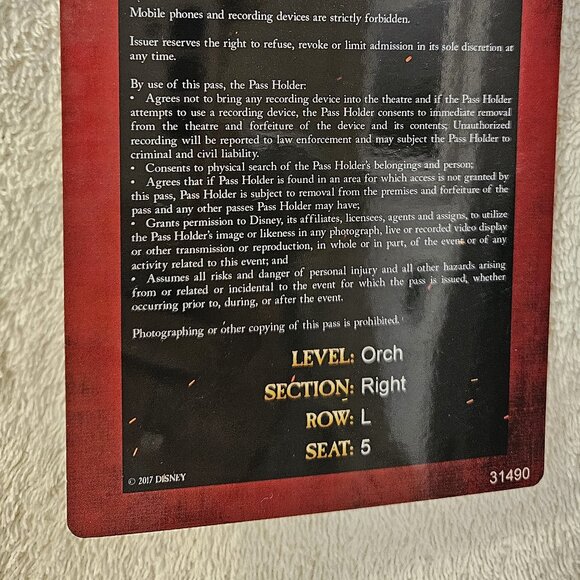 Mobile phones and recording devices are strictly forbidden.
Issuer reserves the right to refuse, revoke or limit admission in its sole discretion at
any time.
By use of this pass, the Pass Holder:
• Agrees not to bring any recording device into the theatre and if the Pass Holder
attempts to use a recording device, the Pass Holder consents to immediate removal
from the theatre and forfeiture of the device and its contents; Unauthorized
recording will be reported to law enforcement and may subject the Pass Holder to
criminal and civil liability.
• Consents to physical search of the Pass Holder's belongings and person;
• Agrees that if Pass Holder is found in an area for which access is not granted by
this pass, Pass Holder is subject to removal from the premises and forfeiture of the
pass and any other passes Pass Holder may have;
• Grants permission to Disney, its affiliates, licensees, agents and assigns, to utilize
the Pass Holder's image or likeness in any photograph, live or recorded video display
or other transmission or reproduction, in whole or in part, of the event or of any
activity related to this event; and
• Assumes all risks and danger of personal injury and all other hazards arising
from or related or incidental to the event for which the pass is issued, whether
occurring prior to, during, or after the event.
Photographing or other copying of this pass is prohibited.
LEVEL: Orch
SECTION: Right
ROW: L
SEAT: 5
© 2017 DISNEY
31490